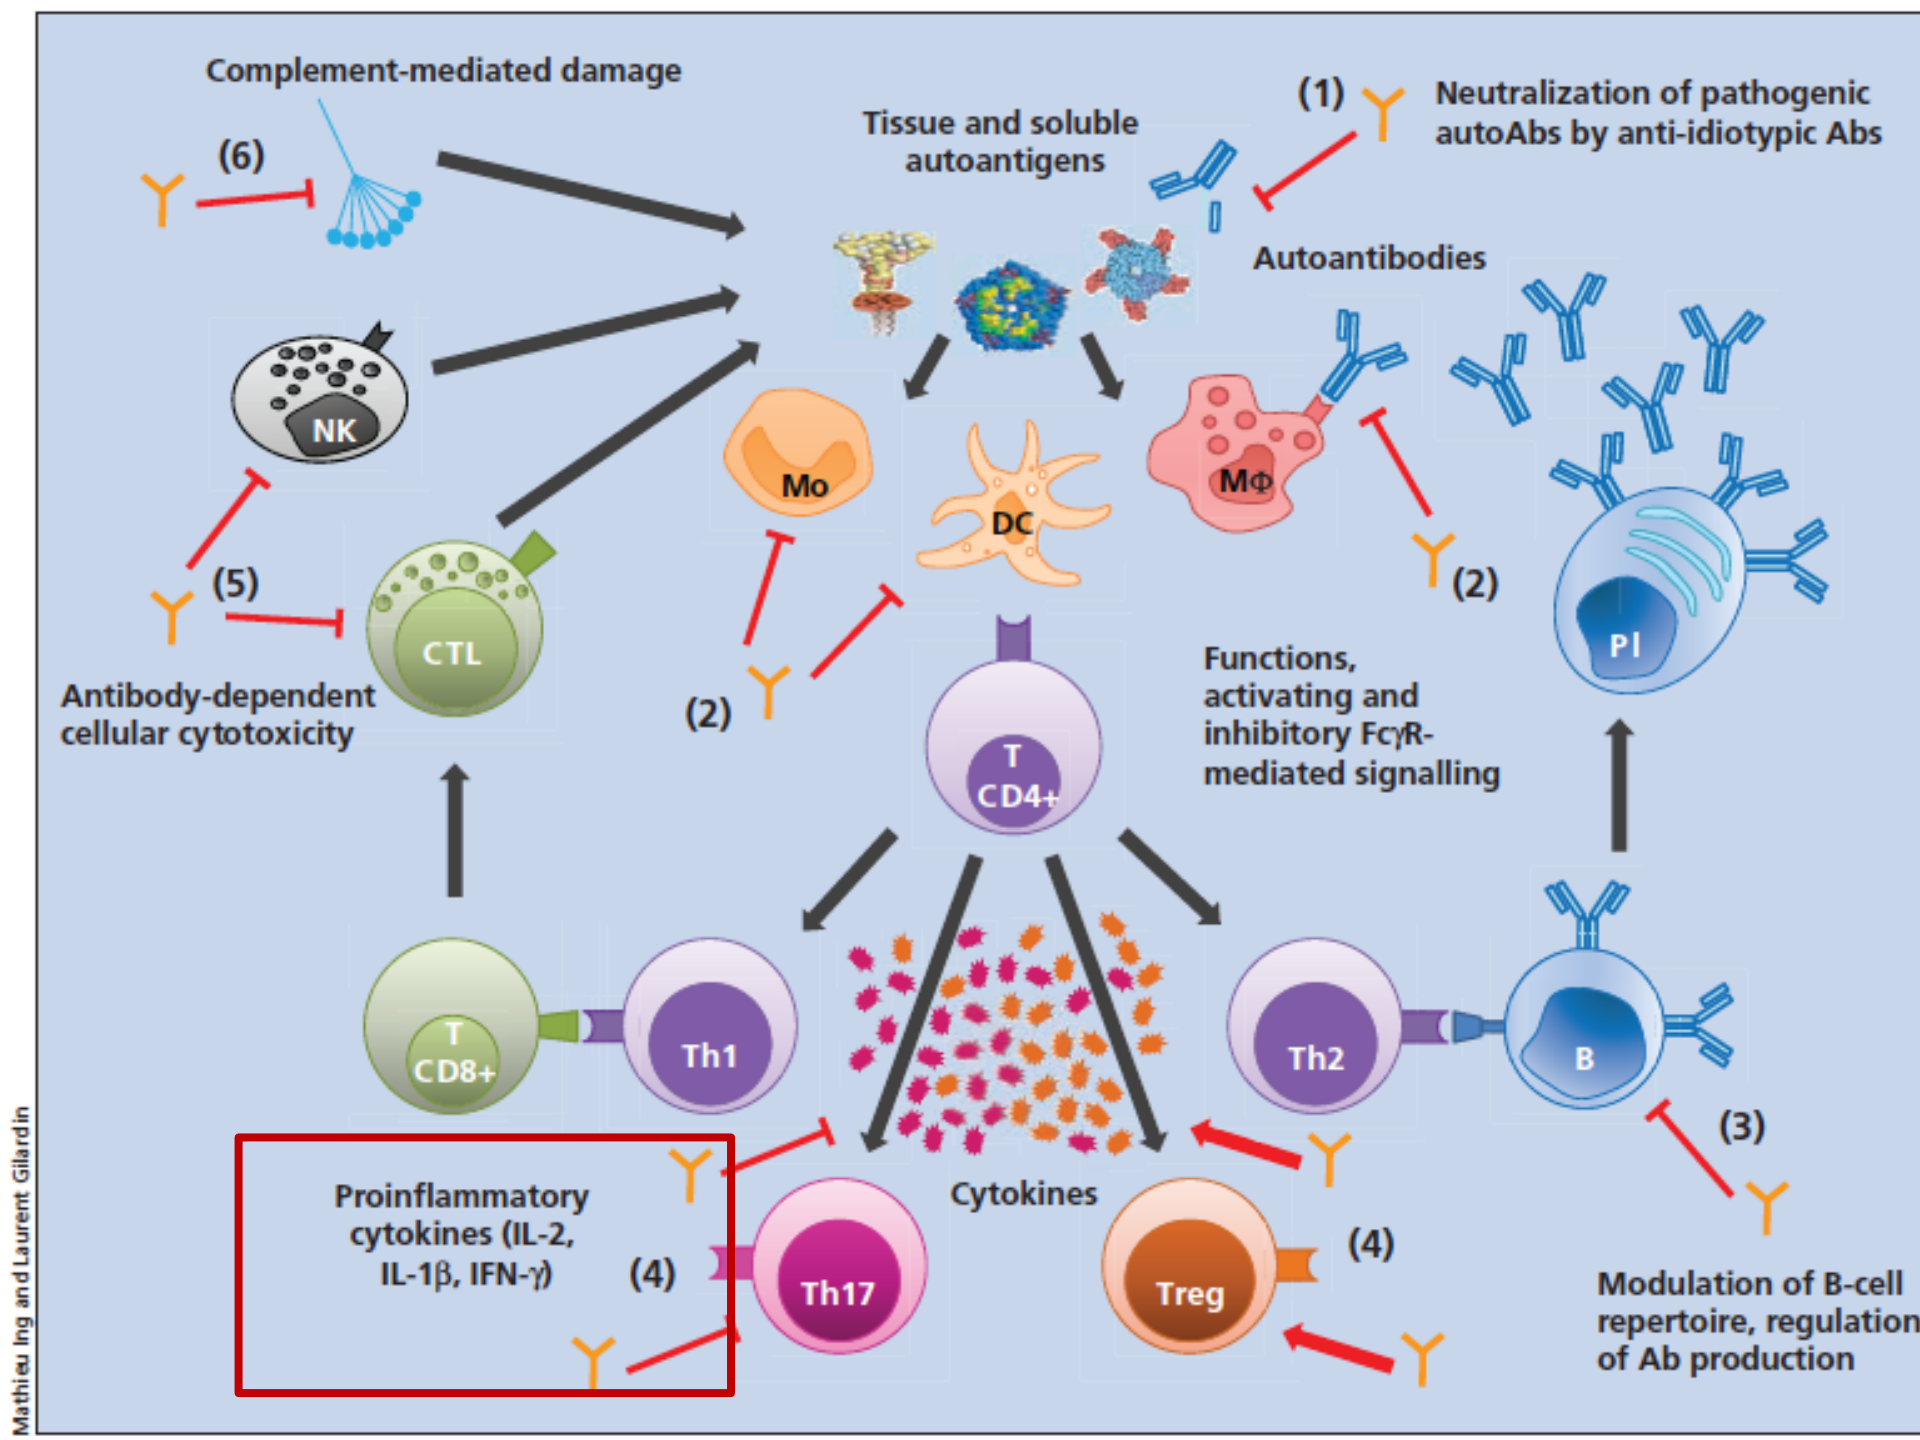 Complement-mediated damage
(6)
Tissue and soluble
autoantigens
(1)
Neutralization of pathogenic
autoAbs by anti-idiotypic Abs
Autoantibodies
NK
Mo
DC
MΦ
(5)
CTL
(2)
Pl
Antibody-dependent
cellular cytotoxicity
(2)
Functions,
activating and
inhibitory FcγR-
mediated signalling
T
CD4+
T
CD8+
Th1
Th2
B
(3)
Proinflammatory
cytokines (IL-2,
IL-1β, IFN-γ)
(4)
Cytokines
Th17
Treg
(4)
Modulation of B-cell
repertoire, regulation
of Ab production
Mathieu Ing and Laurent Gilardin